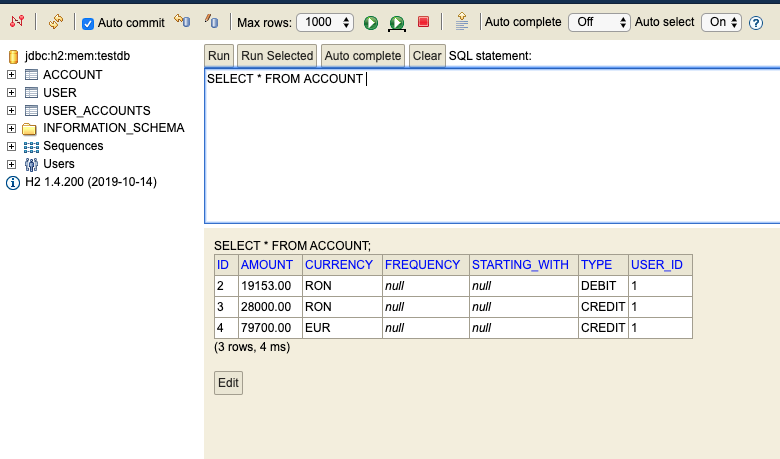 Auto commit Max rows: 1000 Auto complete Off Auto select On ?
jdbc:h2:mem:testdb Run Run Selected Auto complete Clear SQL statement:
ACCOUNT
SELECT * FROM ACCOUNT
USER
USER_ACCOUNTS
INFORMATION_SCHEMA
Sequences
Users
H2 1.4.200 (2019-10-14)
SELECT * FROM ACCOUNT;
ID AMOUNT CURRENCY FREQUENCY STARTING_WITH TYPE USER_ID
2 19153.00 RON null null DEBIT 1
3 28000.00 RON null null CREDIT 1
4 79700.00 EUR null null CREDIT 1
(3 rows, 4 ms)
Edit